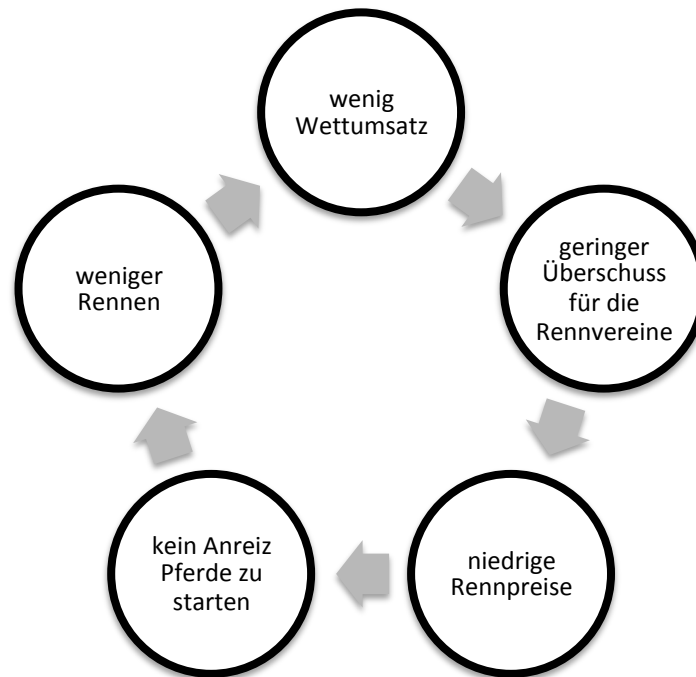 wenig
Wettumsatz
geringer
Überschuss
für die
Rennvereine
niedrige
Rennpreise
kein Anreiz
Pferde zu
starten
weniger
Rennen